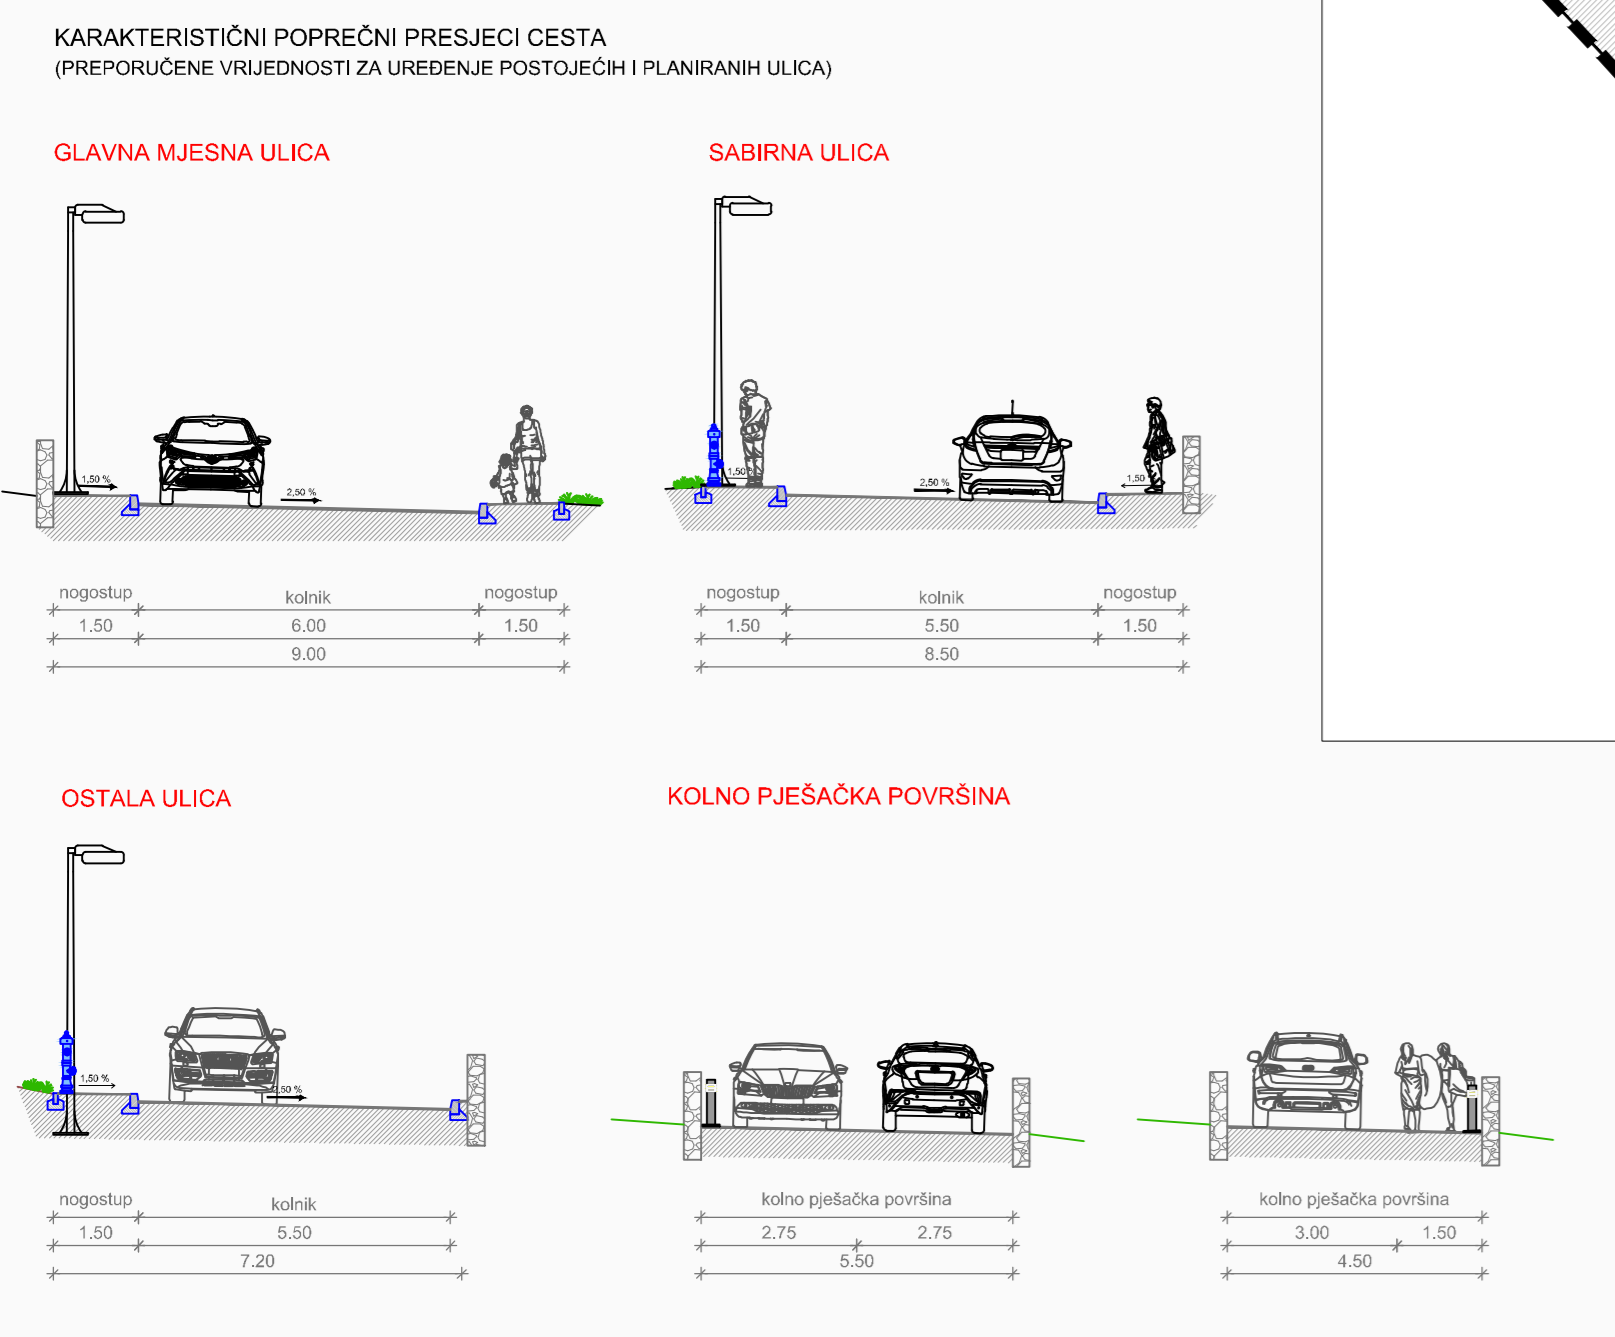 KARAKTERISTIČNI POPREČNI PRESJECI CESTA
(PREPORUČENE VRIJEDNOSTI ZA UREĐENJE POSTOJEĆIH I PLANIRANIH ULICA)
GLAVNA MJESNA ULICA
1,50 %
2,50 %
nogostup kolnik nogostup
1.50 6.00 1.50
9.00
SABIRNA ULICA
1,50%
2,50 %
1,50
nogostup kolnik nogostup
1.50 5.50 1.50
8.50
OSTALA ULICA
1,50 %
2,50 %
nogostup kolnik
1.50 5.50
7.20
KOLNO PJEŠAČKA POVRŠINA
kolno pješačka površina
2.75 2.75
5.50
kolno pješačka površina
3.00 1.50
4.50